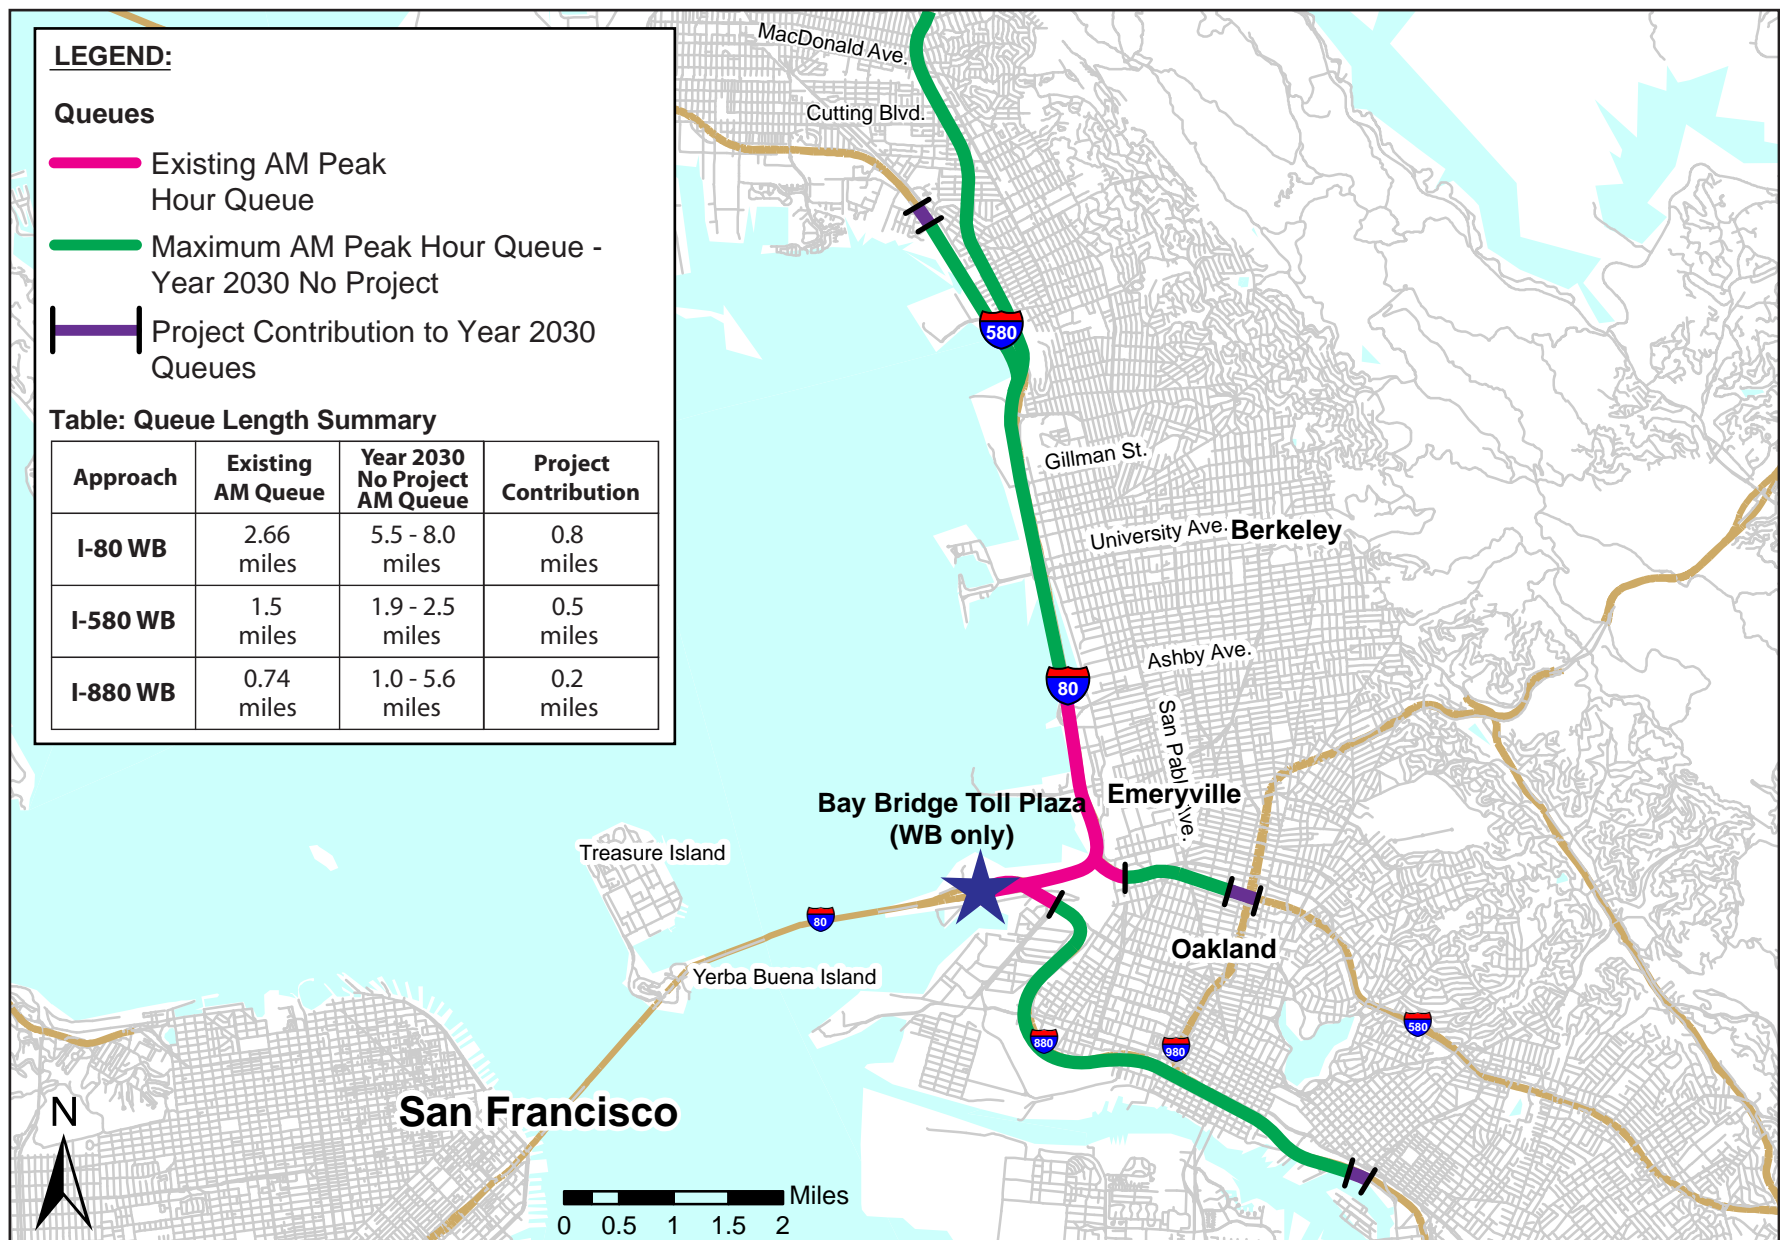 LEGEND:
Queues
Existing AM Peak
Hour Queue
Maximum AM Peak Hour Queue -
Year 2030 No Project
Project Contribution to Year 2030
Queues
Table: Queue Length Summary
Approach
Existing
AM Queue
Year 2030
No Project
AM Queue
Project
Contribution
I-80 WB
2.66
miles
5.5 - 8.0
miles
0.8
miles
I-580 WB
1.5
miles
1.9 - 2.5
miles
0.5
miles
I-880 WB
0.74
miles
1.0 - 5.6
miles
0.2
miles
MacDonald Ave.
Cutting Blvd.
580
Gillman St.
University Ave.
Berkeley
Ashby Ave.
80
San Pablo Ave.
Emeryville
Bay Bridge Toll Plaza
(WB only)
Treasure Island
80
Oakland
Yerba Buena Island
580
880
980
San Francisco
N
Miles
0 0.5 1 1.5 2